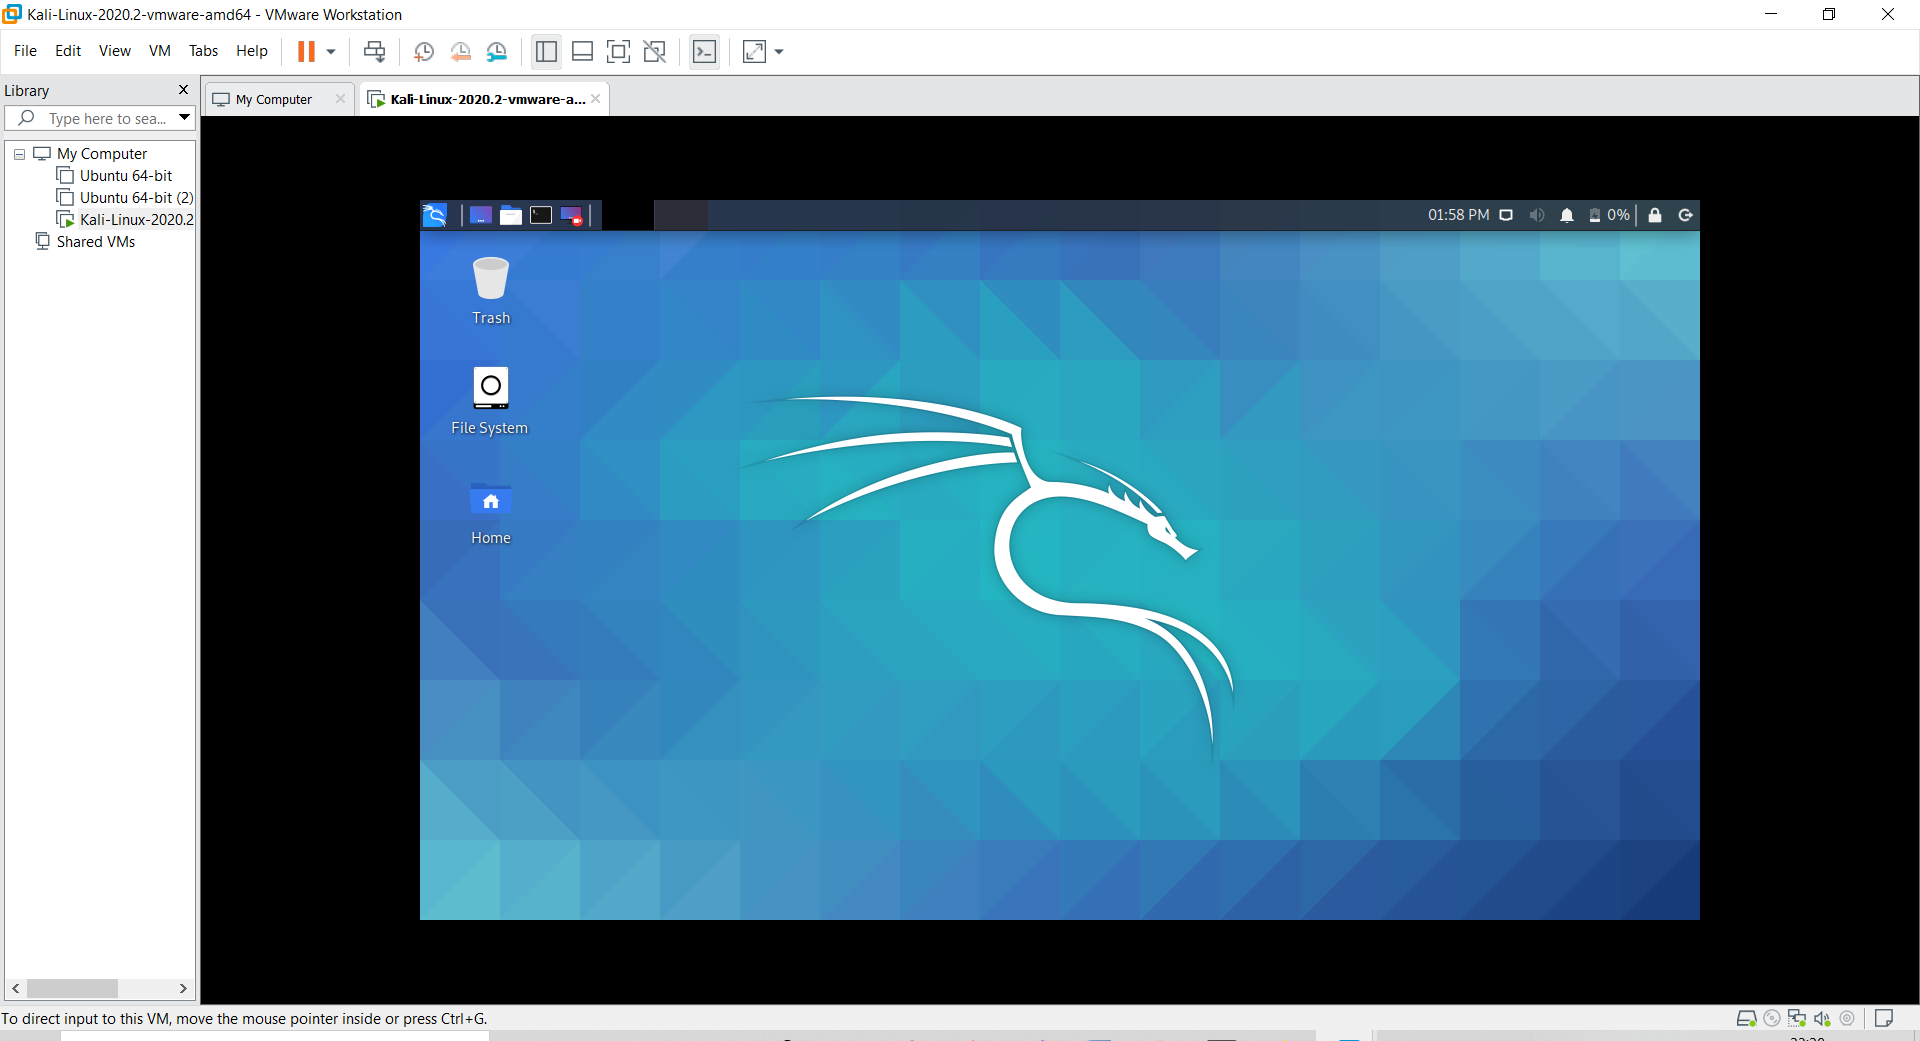 Kali-Linux-2020.2-vmware-amd64 - VMware Workstation
File Edit View VM Tabs Help
Library
My Computer
Kali-Linux-2020.2-vmware-a...
Type here to sea...
My Computer
Ubuntu 64-bit
Ubuntu 64-bit (2)
Kali-Linux-2020.2
Shared VMs
01:58 PM
0%
Trash
File System
Home
To direct input to this VM, move the mouse pointer inside or press Ctrl+G.